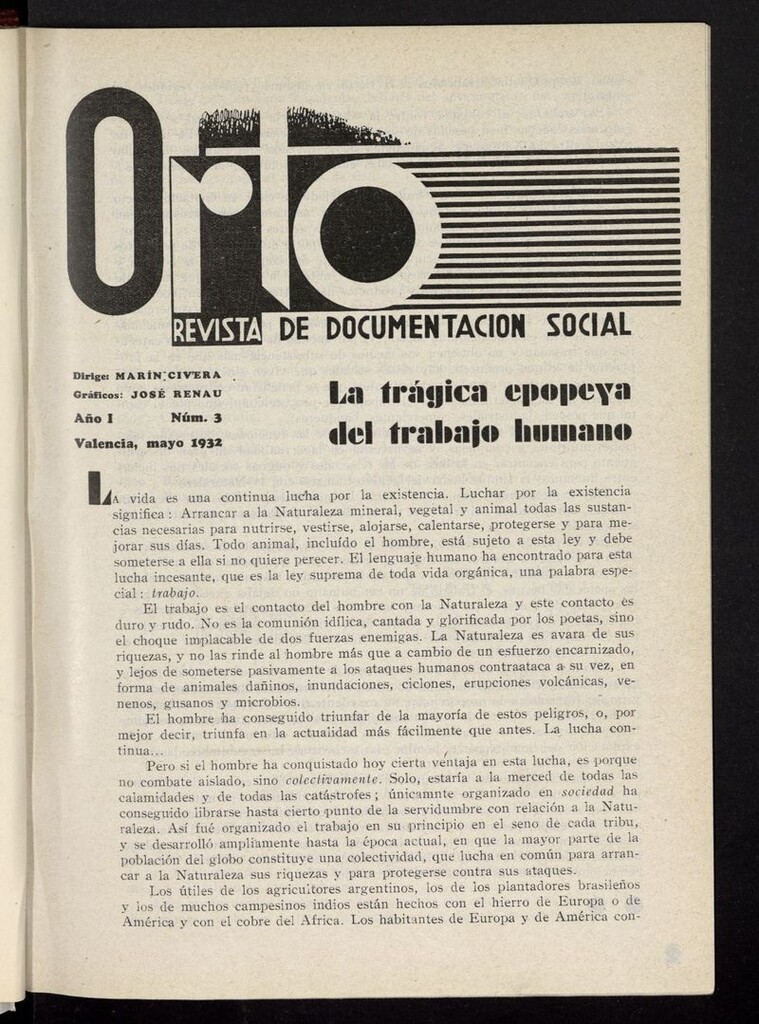 Orto
REVISTA DE DOCUMENTACION SOCIAL
Dirige: MARÍN CIVERA
Gráficos: JOSÉ RENAU
Año I Núm. 3
Valencia, mayo 1932
La trágica epopeya
del trabajo humano
LA vida es una continua lucha por la existencia. Luchar por la existencia
significa: Arrancar a la Naturaleza mineral, vegetal y animal todas las sustan-
cias necesarias para nutrirse, vestirse, alojarse, calentarse, protegerse y para me-
jorar sus días. Todo animal, incluído el hombre, está sujeto a esta ley y debe
someterse a ella si no quiere perecer. El lenguaje humano ha encontrado para esta
lucha incesante, que es la ley suprema de toda vida orgánica, una palabra espe-
cial: trabajo.
El trabajo es el contacto del hombre con la Naturaleza y este contacto es
duro y rudo. No es la comunión idílica, cantada y glorificada por los poetas, sino
el choque implacable de dos fuerzas enemigas. La Naturaleza es avara de sus
riquezas, y no las rinde al hombre más que a cambio de un esfuerzo encarnizado,
y lejos de someterse pasivamente a los ataques humanos contraataca a su vez, en
forma de animales dañinos, inundaciones, ciclones, erupciones volcánicas, ve-
nenos, gusanos y microbios.
El hombre ha conseguido triunfar de la mayoría de estos peligros, o, por
mejor decir, triunfa en la actualidad más fácilmente que antes. La lucha con-
tinua...
Pero si el hombre ha conquistado hoy cierta ventaja en esta lucha, es porque
no combate aislado, sino colectivamente. Solo, estaría a la merced de todas las
calamidades y de todas las catástrofes; únicamnte organizado en sociedad ha
conseguido librarse hasta cierto punto de la servidumbre con relación a la Natu-
raleza. Así fué organizado el trabajo en su principio en el seno de cada tribu,
y se desarrolló ampliamente hasta la época actual, en que la mayor parte de la
población del globo constituye una colectividad, que lucha en común para arran-
car a la Naturaleza sus riquezas y para protegerse contra sus ataques.
Los útiles de los agricultores argentinos, los de los plantadores brasileños
y los de muchos campesinos indios están hechos con el hierro de Europa o de
América y con el cobre del Africa. Los habitantes de Europa y de América con-